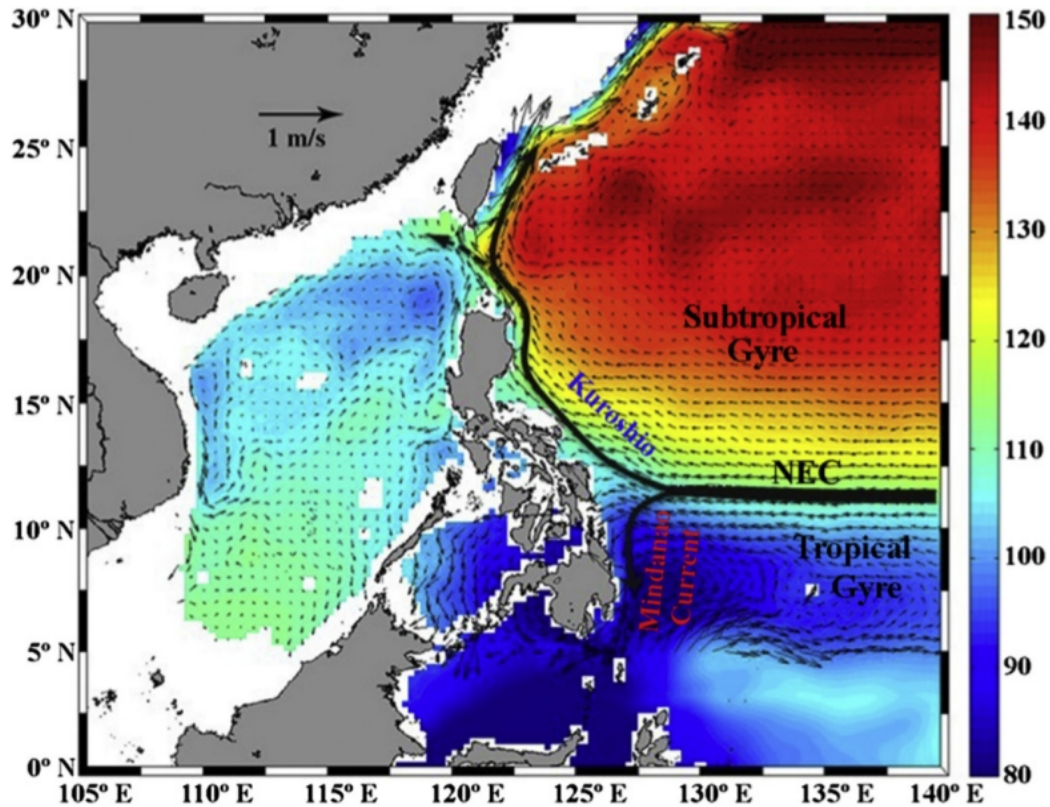 30° N
25° N
20° N
15° N
10° N
5° N
0° N
105° E 110° E 115° E 120° E 125° E 130° E 135° E 140° E
1 m/s
Subtropical
Gyre
Kuroshio
NEC
Tropical
Gyre
Mindanao
Current
150
140
130
120
110
100
90
80